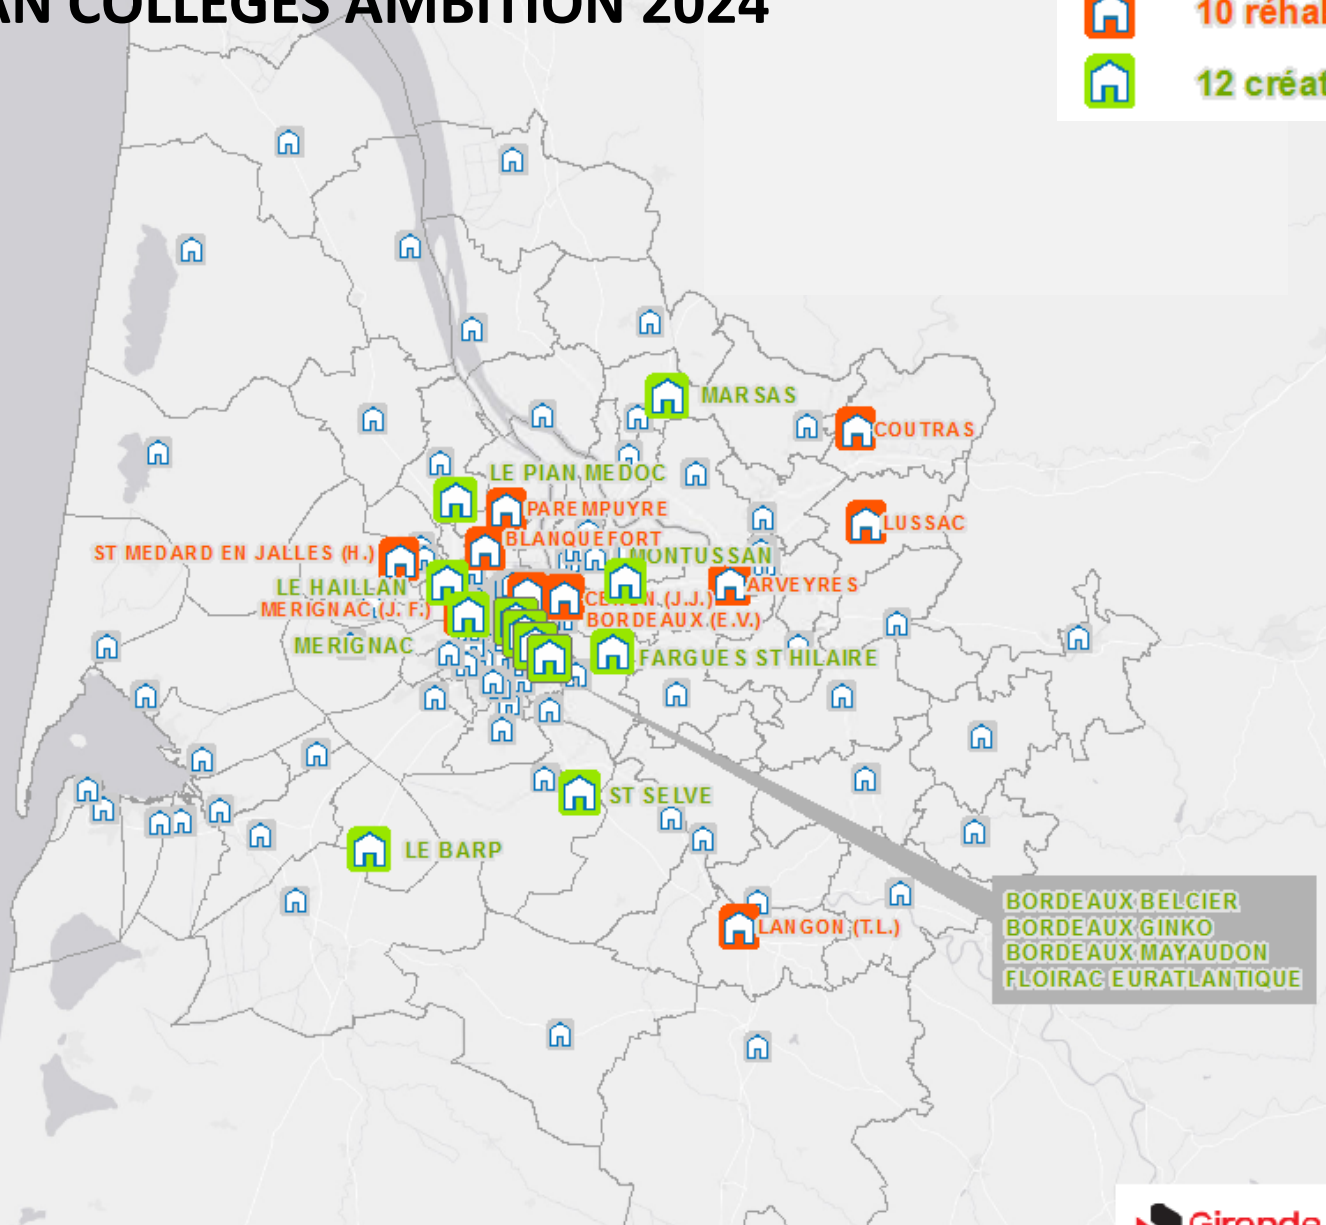 AN COLLÈGES AMBITION 2024
10 réhal
12 créat
MARSAS
COUTRAS
LE PIAN MEDOC
PAREMPUYRE
LUSSAC
BLANQUEFORT
ST MEDARD EN JALLES (H.)
MONTUSSAN
LE HAILLAN
ARVEYRES
(J.J.)
MERIGNAC (J. F.)
BORDEAUX (E.V.)
MERIGNAC
FARGUES ST HILAIRE
ST SELVE
LE BARP
BORDEAUX BELCIER
LANGON (T.L.)
BORDEAUX GINKO
BORDEAUX MAYAUDON
FLOIRAC EURATLANTIQUE
Gironde